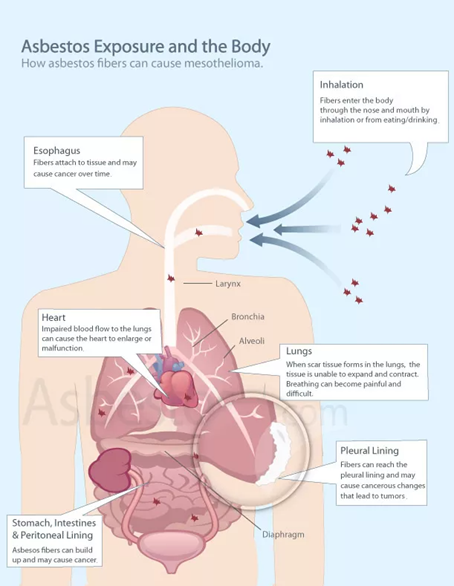 Asbestos Exposure and the Body
How asbestos fibers can cause mesothelioma.
Inhalation
Fibers enter the body
through the nose and mouth by
inhalation or from eating/drinking.
Esophagus
Fibers attach to tissue and may
cause cancer over time.
Larynx
Heart
Impaired blood flow to the lungs
can cause the heart to enlarge or
malfunction.
Bronchia
Alveoli
Lungs
When scar tissue forms in the lungs, the
tissue is unable to expand and contract.
Breathing can become painful and
difficult.
Pleural Lining
Fibers can reach the
pleural lining and may
cause cancerous changes
that lead to tumors.
Stomach, Intestines
& Peritoneal Lining
Asbesos fibers can build
up and may cause cancer.
Diaphragm